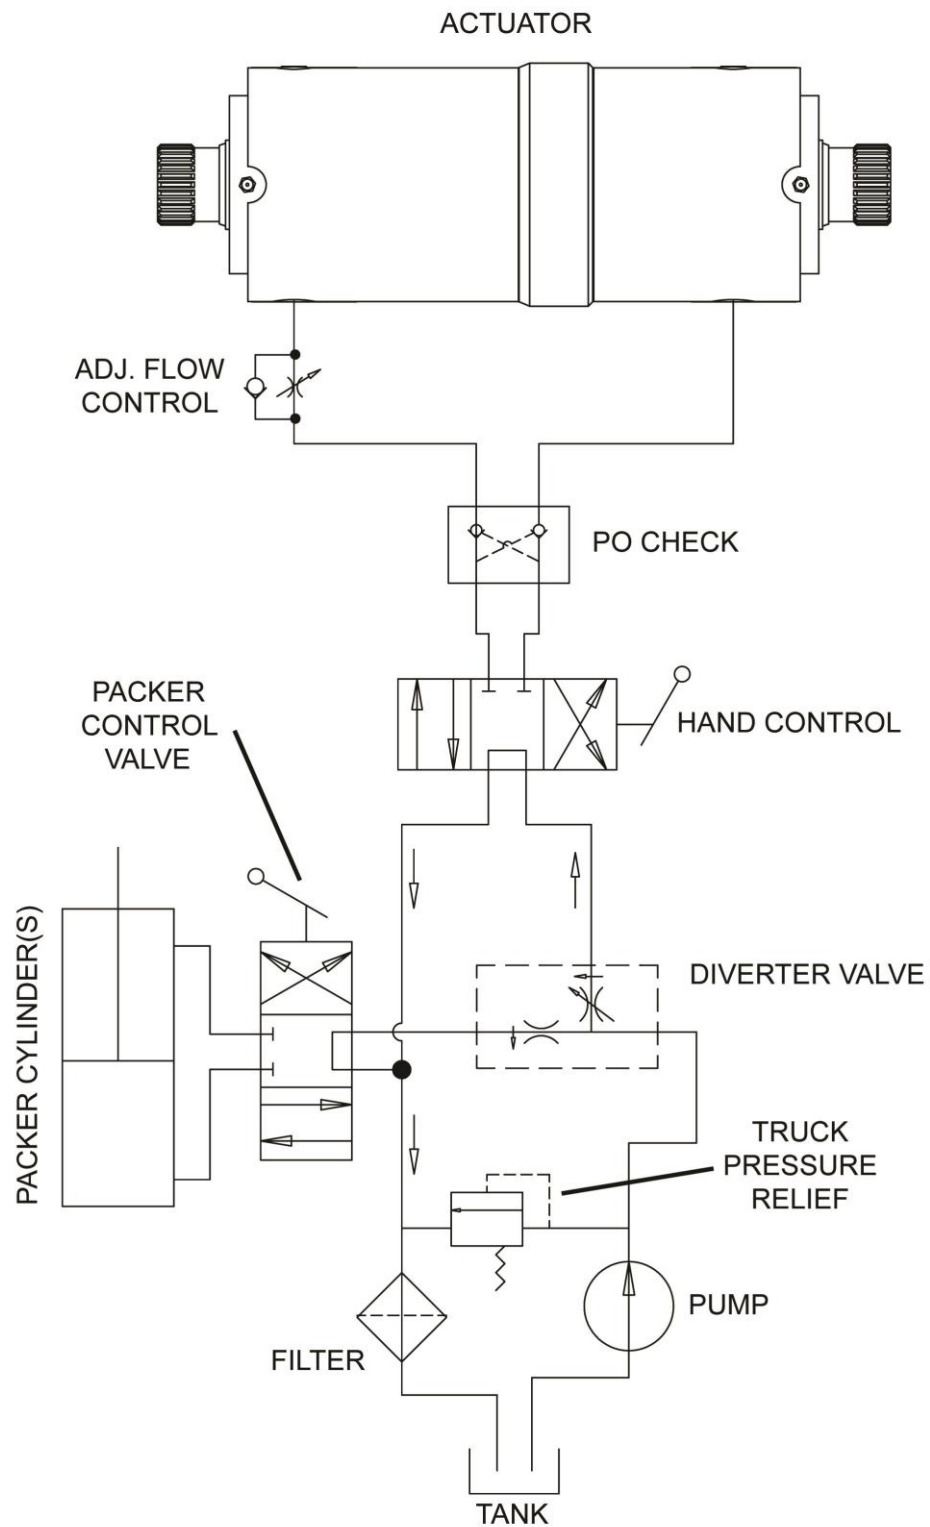 ACTUATOR
ADJ. FLOW
CONTROL
PO CHECK
PACKER
CONTROL
VALVE
HAND CONTROL
PACKER CYLINDER(S)
DIVERTER VALVE
TRUCK
PRESSURE
RELIEF
PUMP
FILTER
TANK